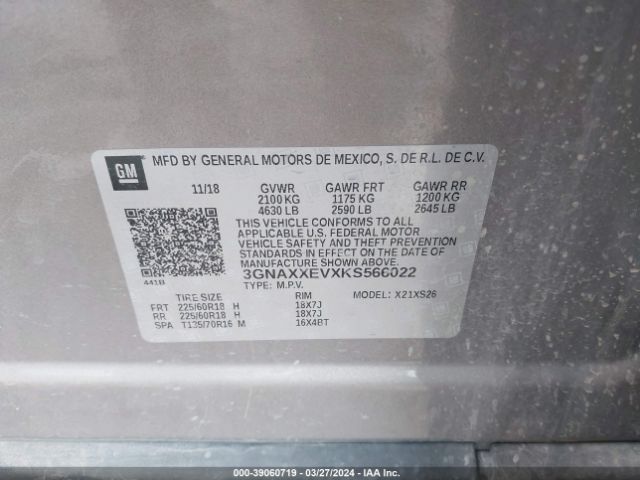 GM
MFD BY GENERAL MOTORS DE MEXICO, S. DE R.L. DE C.V.
11/18 GVWR GAWR FRT GAWR RR
2100 KG 1175 KG 1200 KG
4630 LB 2590 LB 2645 LB
THIS VEHICLE CONFORMS TO ALL
APPLICABLE U.S. FEDERAL MOTOR
VEHICLE SAFETY AND THEFT PREVENTION
STANDARDS IN EFFECT ON THE DATE OF
MANUFACTURE SHOWN ABOVE.
3GNAXXEVXKS566022
441B TYPE: M.P.V.
TIRE SIZE RIM MODEL: X21XS26
FRT 225/60R18 H 18X7J
RR 225/60R18 H 18X7J
SPA T135/70R16 M 16X4BT
000-39060719 | 03/27/2024 | IAA Inc.